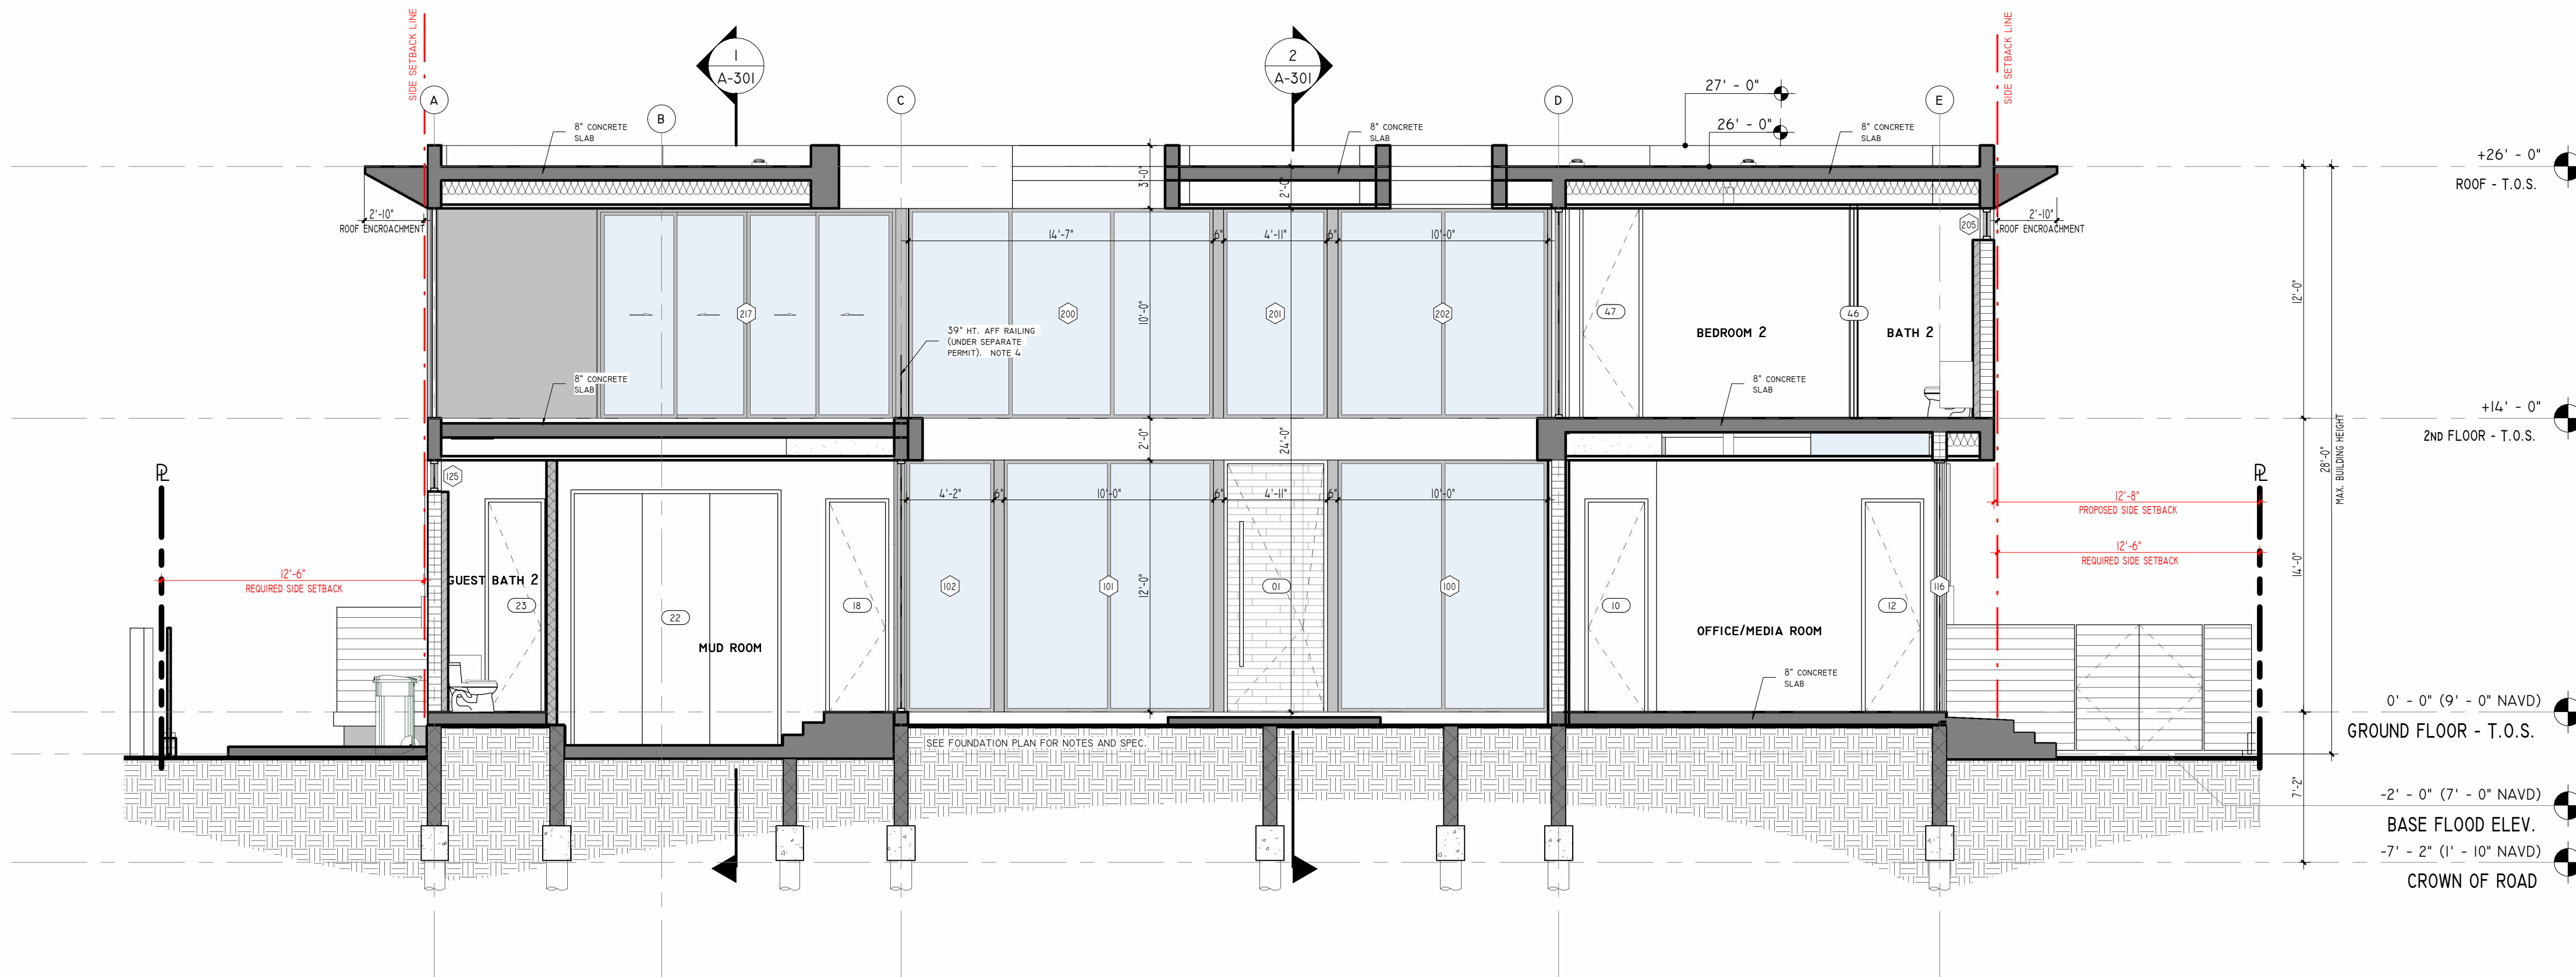 SIDE SETBACK LINE
1
A-301
2
A-301
SIDE SETBACK LINE
A
B
C
D
E
27' - 0"
26' - 0"
8" CONCRETE
SLAB
8" CONCRETE
SLAB
8" CONCRETE
SLAB
+26' - 0"
ROOF - T.O.S.
3'-0"
2'-0"
2'-10"
ROOF ENCROACHMENT
2'-10"
ROOF ENCROACHMENT
205
14'-7"
6"
4'-11"
6"
10'-0"
217
200
10'-0"
201
202
47
46
12'-0"
39" HT. AFF RAILING
(UNDER SEPARATE
PERMIT). NOTE 4
BEDROOM 2
BATH 2
8" CONCRETE
SLAB
8" CONCRETE
SLAB
+14' - 0"
2ND FLOOR - T.O.S.
2'-0"
24'-0"
28'-0"
MAX. BUILDING HEIGHT
PL
125
PL
4'-2"
6"
10'-0"
6"
4'-11"
6"
10'-0"
12'-8"
PROPOSED SIDE SETBACK
12'-6"
REQUIRED SIDE SETBACK
12'-6"
REQUIRED SIDE SETBACK
14'-0"
GUEST BATH 2
23
22
18
102
101
12'-0"
01
100
10
12
116
MUD ROOM
OFFICE/MEDIA ROOM
8" CONCRETE
SLAB
0' - 0" (9' - 0" NAVD)
GROUND FLOOR - T.O.S.
SEE FOUNDATION PLAN FOR NOTES AND SPEC.
7'-2"
-2' - 0" (7' - 0" NAVD)
BASE FLOOD ELEV.
-7' - 2" (1' - 10" NAVD)
CROWN OF ROAD